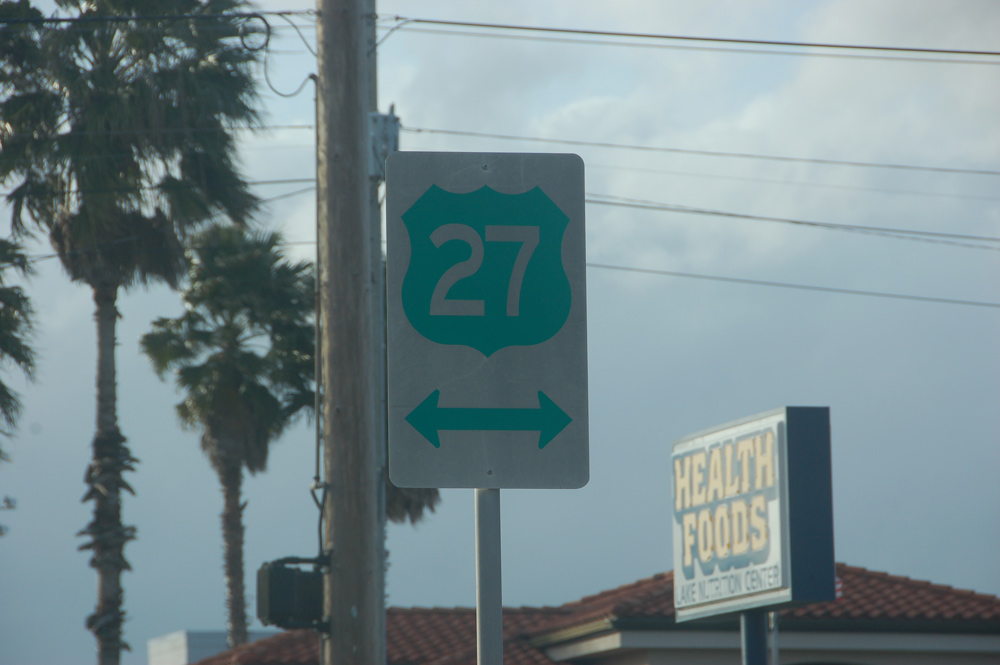 27
HEALTH
FOODS
LAKE NUTRITION CENTER